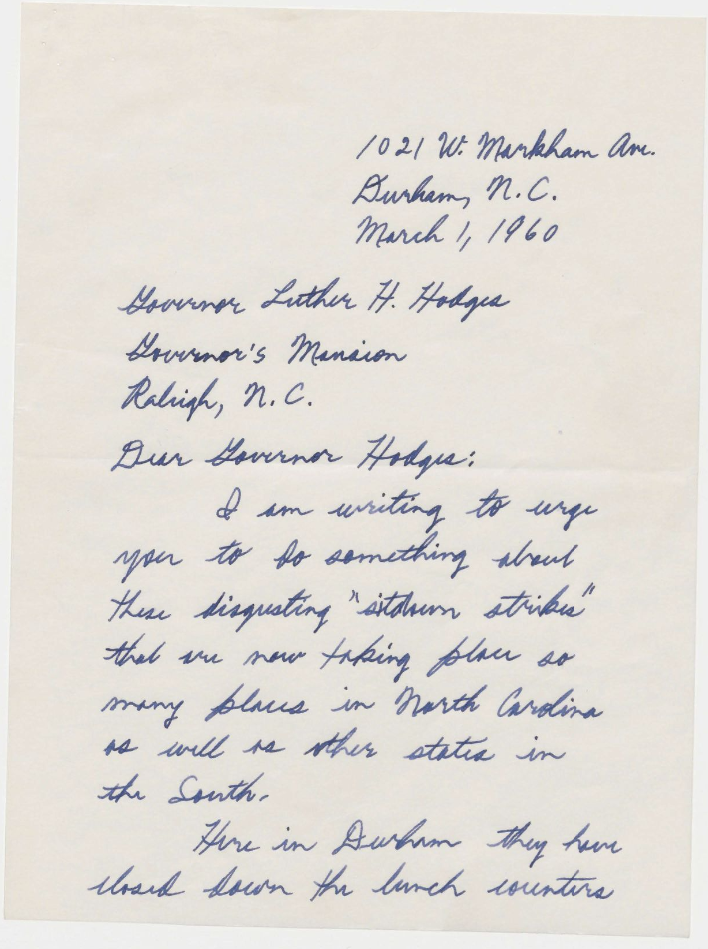 1021 W. Markham Ave.
Durham, N.C.
March 1, 1960
Governor Luther H. Hodges
Governor's Mansion
Raleigh, N.C.
Dear Governor Hodges:
I am writing to urge
you to do something about
these disgusting "sitdown strikes"
that are now taking place so
many places in North Carolina
as well as other states in
the South.
Here in Durham they have
closed down the lunch counters